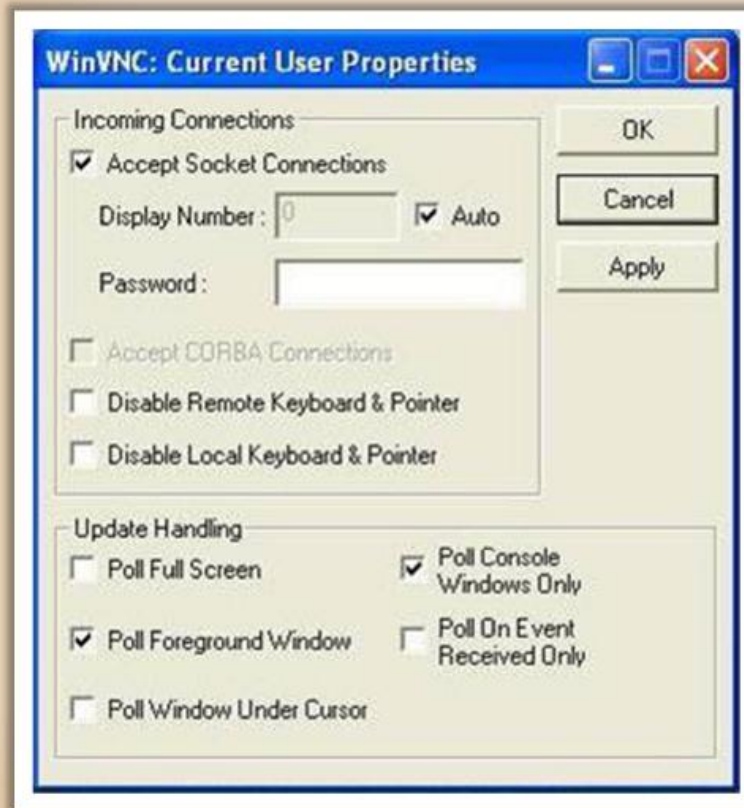 WinVNC: Current User Properties
Incoming Connections
OK
Accept Socket Connections
Cancel
Display Number : 0
Auto
Apply
Password :
Accept CORBA Connections
Disable Remote Keyboard & Pointer
Disable Local Keyboard & Pointer
Update Handling
Poll Full Screen
Poll Console
Windows Only
Poll Foreground Window
Poll On Event
Received Only
Poll Window Under Cursor